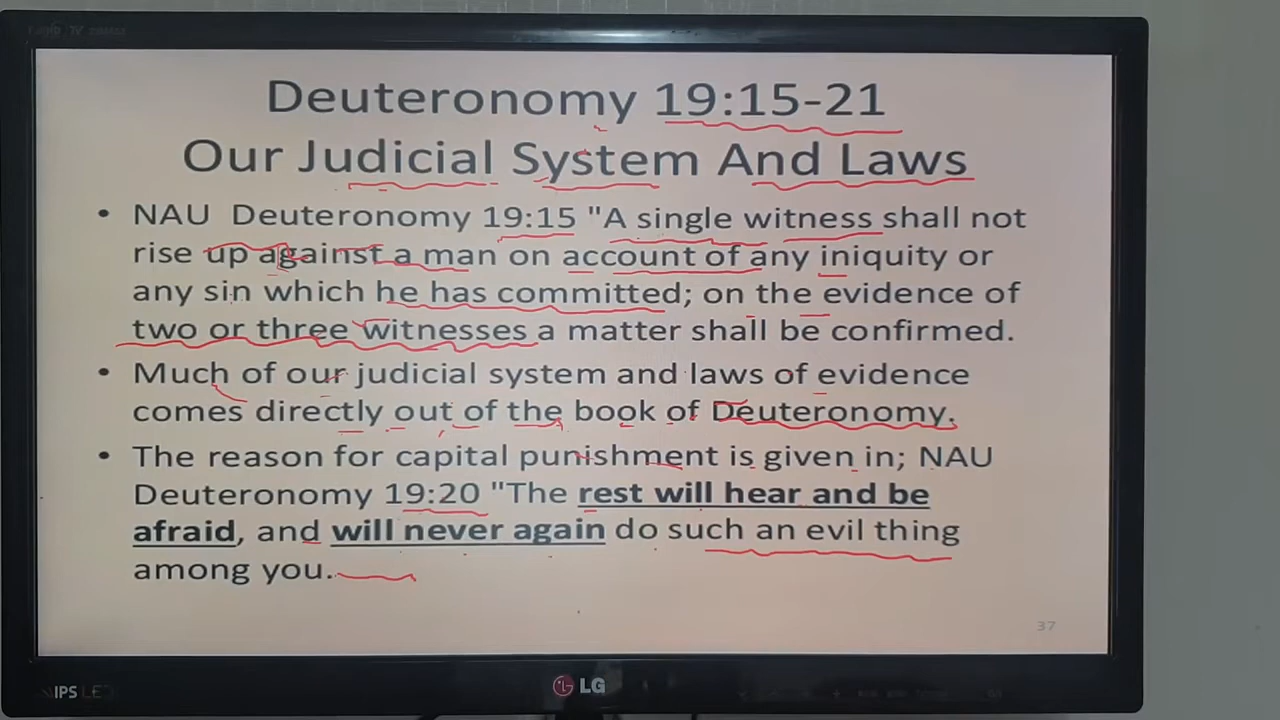 Deuteronomy 19:15-21
Our Judicial System And Laws
• NAU Deuteronomy 19:15 "A single witness shall not
rise up against a man on account of any iniquity or
any sin which he has committed; on the evidence of
two or three witnesses a matter shall be confirmed.
• Much of our judicial system and laws of evidence
comes directly out of the book of Deuteronomy.
• The reason for capital punishment is given in; NAU
Deuteronomy 19:20 "The rest will hear and be
afraid, and will never again do such an evil thing
among you.
37
IPS LED
LG